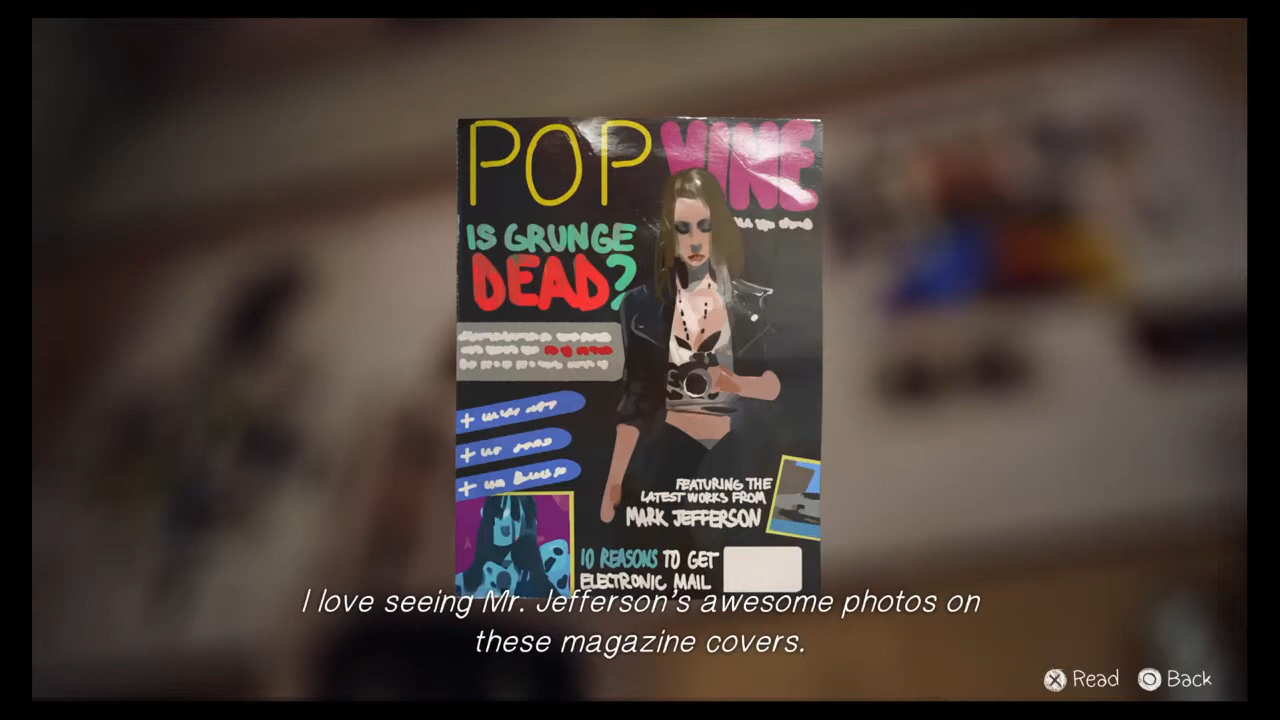 POP VINE
IS GRUNGE
DEAD?
FEATURING THE
LATEST WORKS FROM
MARK JEFFERSON
10 REASONS TO GET
ELECTRONIC MAIL
I love seeing Mr. Jefferson's awesome photos on
these magazine covers.
Read Back